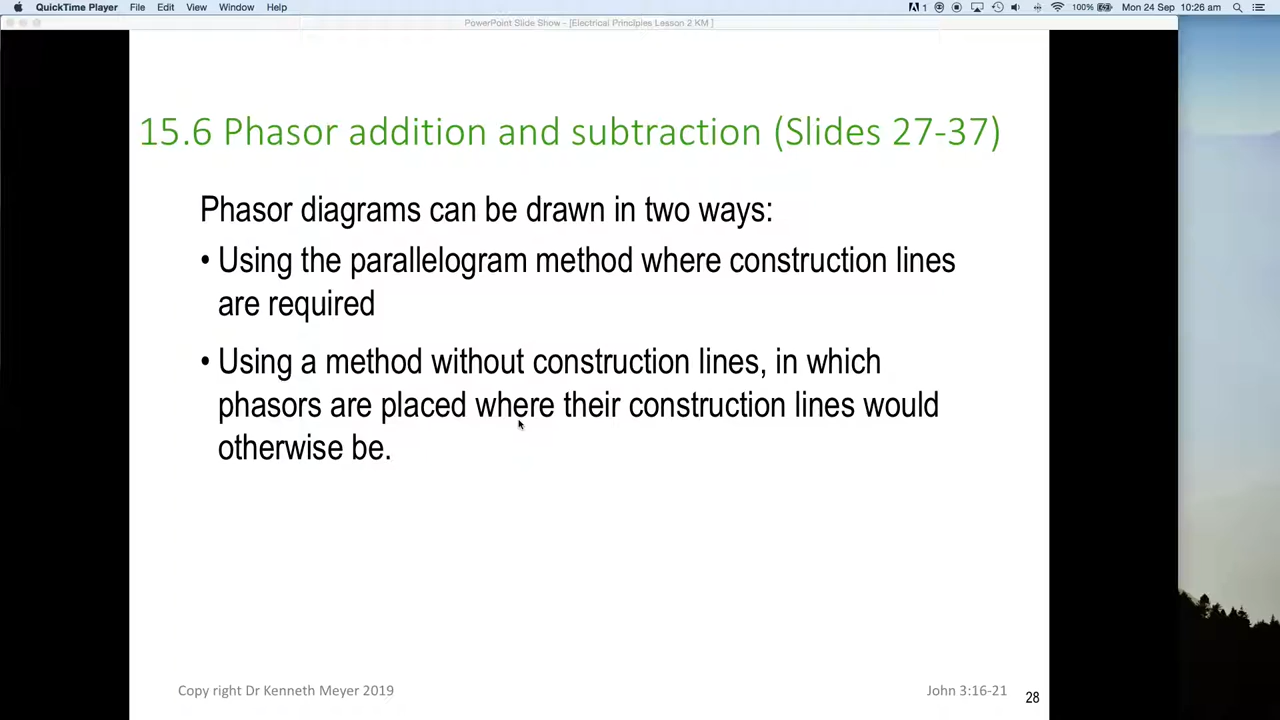 QuickTime Player File Edit View Window Help 1 100% Mon 24 Sep 10:26 am
PowerPoint Slide Show - [Electrical Principles Lesson 2 KM ]
15.6 Phasor addition and subtraction (Slides 27-37)
Phasor diagrams can be drawn in two ways:
• Using the parallelogram method where construction lines
are required
• Using a method without construction lines, in which
phasors are placed where their construction lines would
otherwise be.
Copy right Dr Kenneth Meyer 2019
John 3:16-21
28